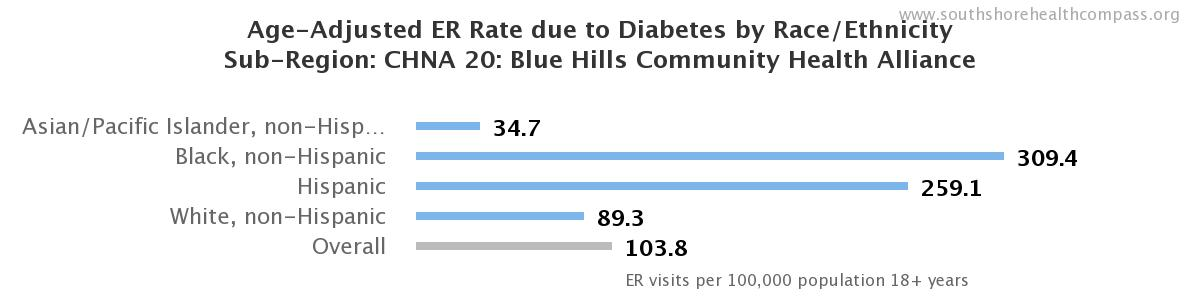 www.southshorehealthcompass.org
Age-Adjusted ER Rate due to Diabetes by Race/Ethnicity
Sub-Region: CHNA 20: Blue Hills Community Health Alliance
Asian/Pacific Islander, non-Hisp... 34.7
Black, non-Hispanic 309.4
Hispanic 259.1
White, non-Hispanic 89.3
Overall 103.8
ER visits per 100,000 population 18+ years